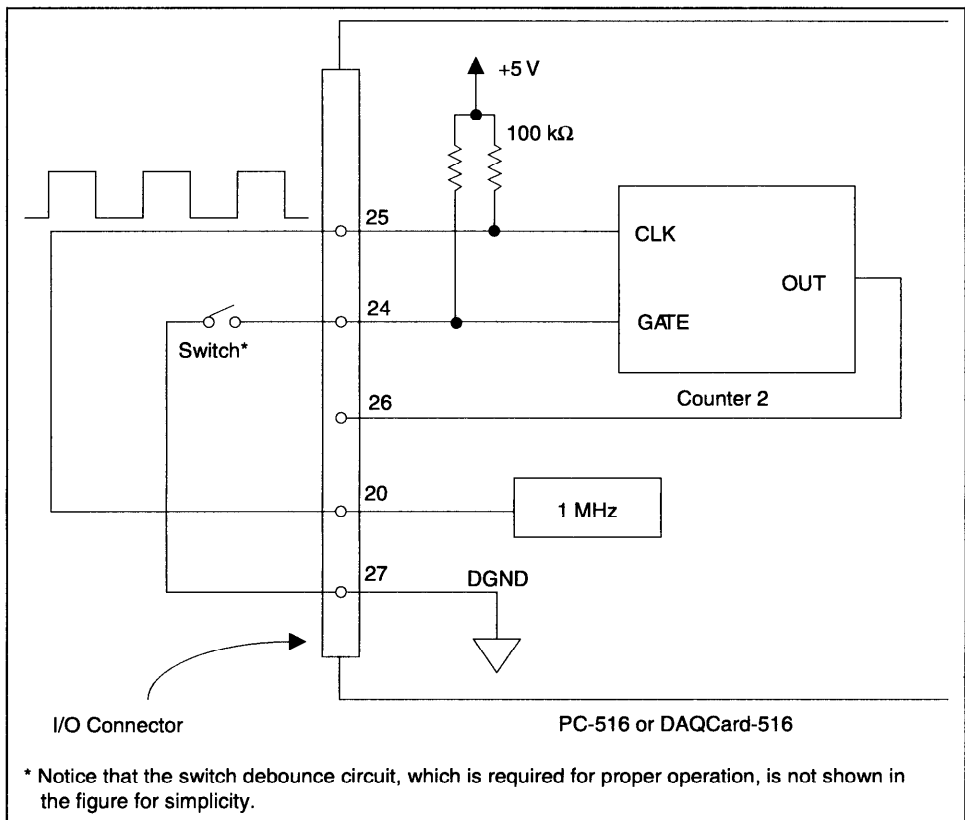 +5 V
100 kΩ
25
CLK
OUT
24
GATE
Switch*
Counter 2
26
20
1 MHz
27
DGND
I/O Connector
PC-516 or DAQCard-516
* Notice that the switch debounce circuit, which is required for proper operation, is not shown in
the figure for simplicity.